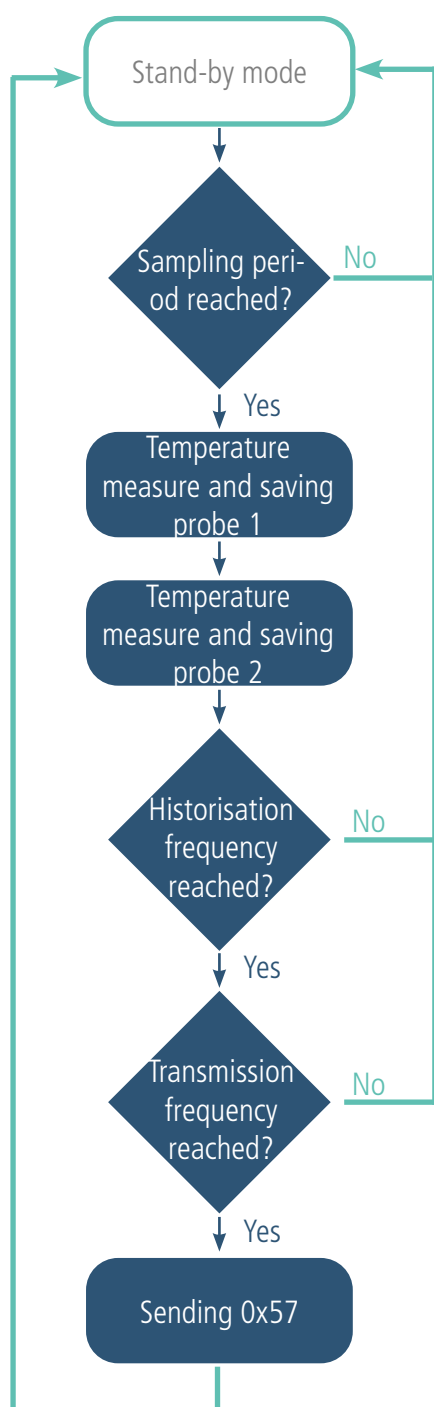 Stand-by mode
Sampling peri-
od reached?
No
Yes
Temperature
measure and saving
probe 1
Temperature
measure and saving
probe 2
Historisation
frequency
reached?
No
Yes
Transmission
frequency
reached?
No
Yes
Sending 0x57